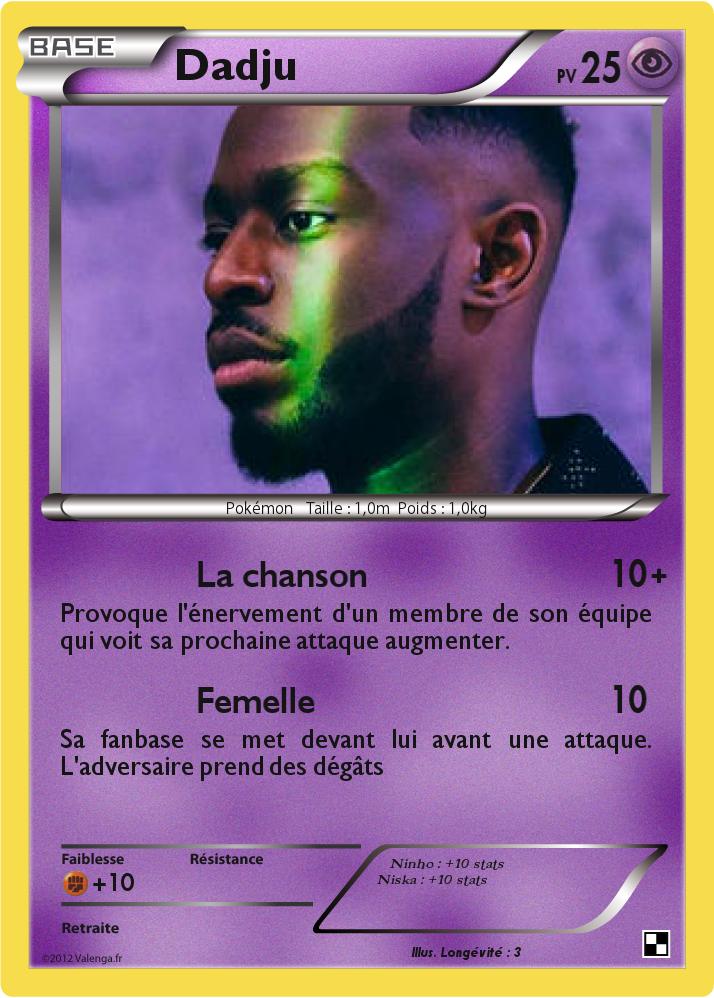 BASE
Dadju
PV 25
Pokémon Taille : 1,0m Poids : 1,0kg
La chanson 10+
Provoque l'énervement d'un membre de son équipe
qui voit sa prochaine attaque augmenter.
Femelle 10
Sa fanbase se met devant lui avant une attaque.
L'adversaire prend des dégâts
Faiblesse Résistance
+10
Ninho : +10 stats
Niska : +10 stats
Retraite
Illus. Longévité : 3
©2012 Valenga.fr